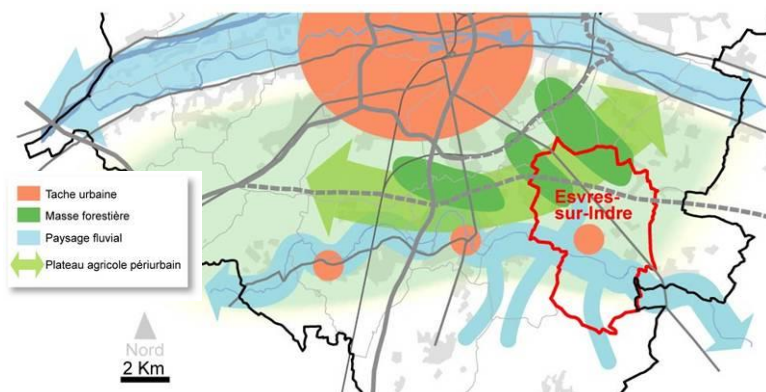 Esvres-
sur-Indre
Tache urbaine
Masse forestière
Paysage fluvial
Plateau agricole périurbain
Nord
2 Km